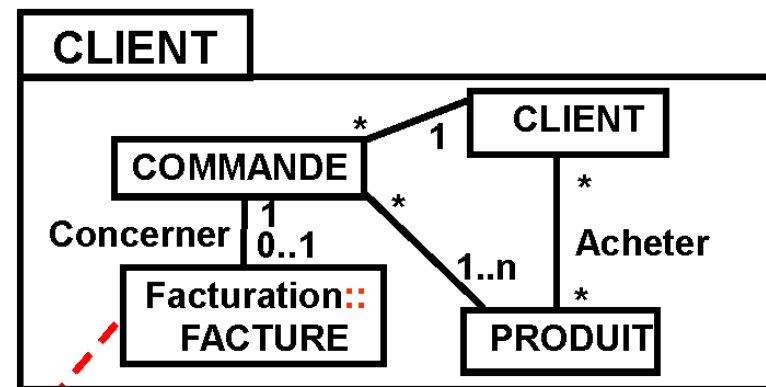 CLIENT
CLIENT
*
1
COMMANDE
*
*
1
Concerner
0..1
Acheter
1..n
*
Facturation::
FACTURE
PRODUIT